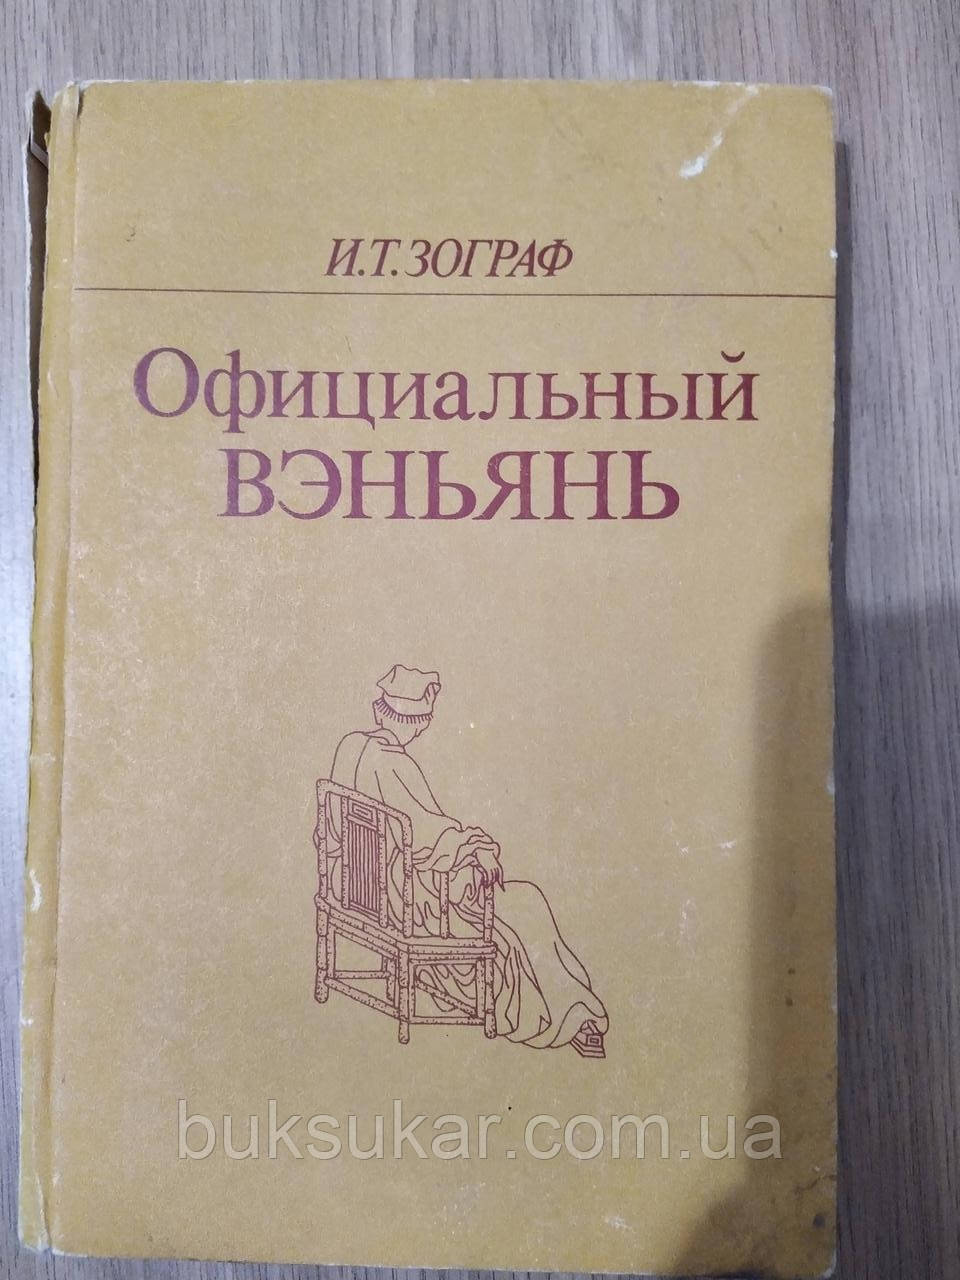 И.Т.ЗОГРАФ
Официальный
ВЭНЬЯНЬ
buksukar.com.ua